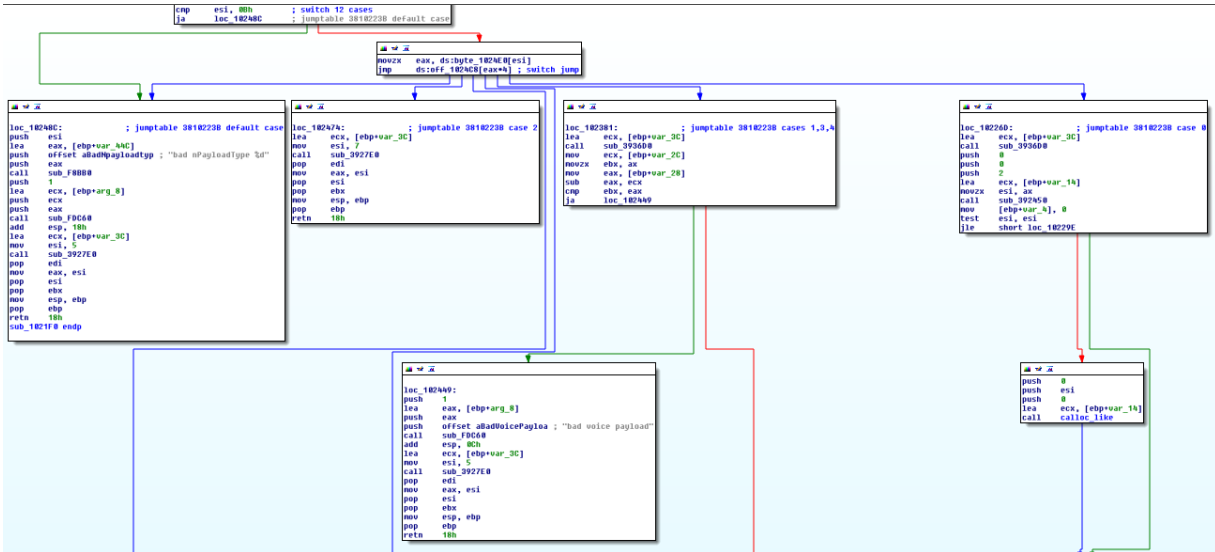 cmp esi, 0Bh ; switch 12 cases
ja loc_10248C ; jumptable 3810223B default case
movzx eax, ds:byte_1024E0[esi]
jmp ds:off_1024C8[eax*4] ; switch jump
loc_10248C: ; jumptable 3810223B default case
push esi
lea eax, [ebp+var_44C]
push offset aBadNpayloadtyp ; "bad nPayloadType %d"
push eax
call sub_F8BB0
push 1
lea ecx, [ebp+arg_8]
push ecx
push eax
call sub_FDC60
add esp, 18h
lea ecx, [ebp+var_3C]
mov esi, 5
call sub_3927E0
pop edi
mov eax, esi
pop esi
pop ebx
mov esp, ebp
pop ebp
retn 18h
sub_1021F0 endp
loc_102474: ; jumptable 3810223B case 2
lea ecx, [ebp+var_3C]
mov esi, 7
call sub_3927E0
pop edi
mov eax, esi
pop esi
pop ebx
mov esp, ebp
pop ebp
retn 18h
loc_102381: ; jumptable 3810223B cases 1,3,4
lea ecx, [ebp+var_3C]
call sub_3936D0
mov ecx, [ebp+var_2C]
movzx ebx, ax
mov eax, [ebp+var_28]
sub eax, ecx
cmp ebx, eax
ja loc_102449
loc_10226D: ; jumptable 3810223B case 0
lea ecx, [ebp+var_3C]
call sub_3936D0
push 0
push 0
push 2
lea ecx, [ebp+var_14]
movzx esi, ax
call sub_392450
mov [ebp+var_4], 0
test esi, esi
jle short loc_10229E
loc_102449:
push 1
lea eax, [ebp+arg_8]
push eax
push offset aBadVoicePayloa ; "bad voice payload"
call sub_FDC60
add esp, 0Ch
lea ecx, [ebp+var_3C]
mov esi, 5
call sub_3927E0
pop edi
mov eax, esi
pop esi
pop ebx
mov esp, ebp
pop ebp
retn 18h
push 0
push esi
push 0
lea ecx, [ebp+var_14]
call calloc_like